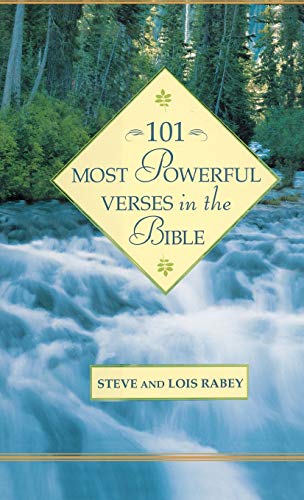 101
MOST POWERFUL
VERSES in the
BIBLE
STEVE AND LOIS RABEY